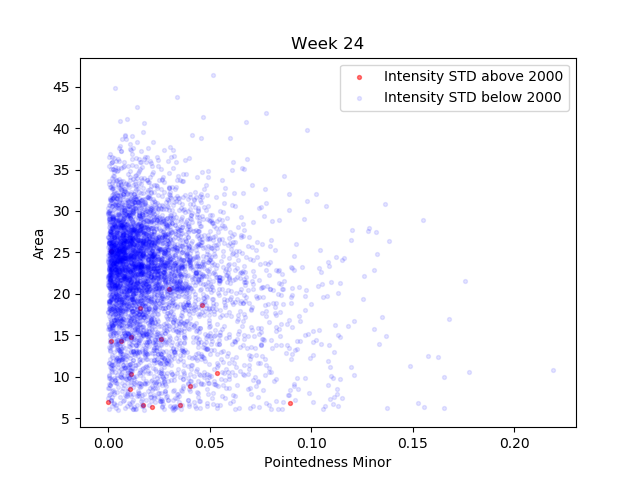 Week 24
Intensity STD above 2000
Intensity STD below 2000
45
40
35
30
25
20
15
10
5
Area
0.00 0.05 0.10 0.15 0.20
Pointedness Minor